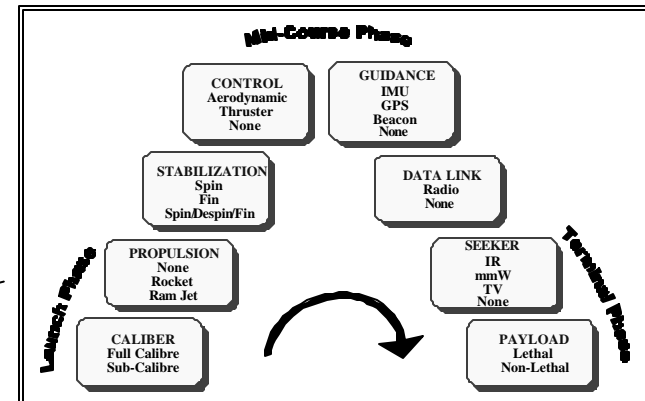 Mid-Course Phase
CONTROL
Aerodynamic
Thruster
None
GUIDANCE
IMU
GPS
Beacon
None
STABILIZATION
Spin
Fin
Spin/Despin/Fin
DATA LINK
Radio
None
Launch Phase
PROPULSION
None
Rocket
Ram Jet
SEEKER
IR
mmW
TV
None
Terminal Phase
CALIBER
Full Calibre
Sub-Calibre
PAYLOAD
Lethal
Non-Lethal